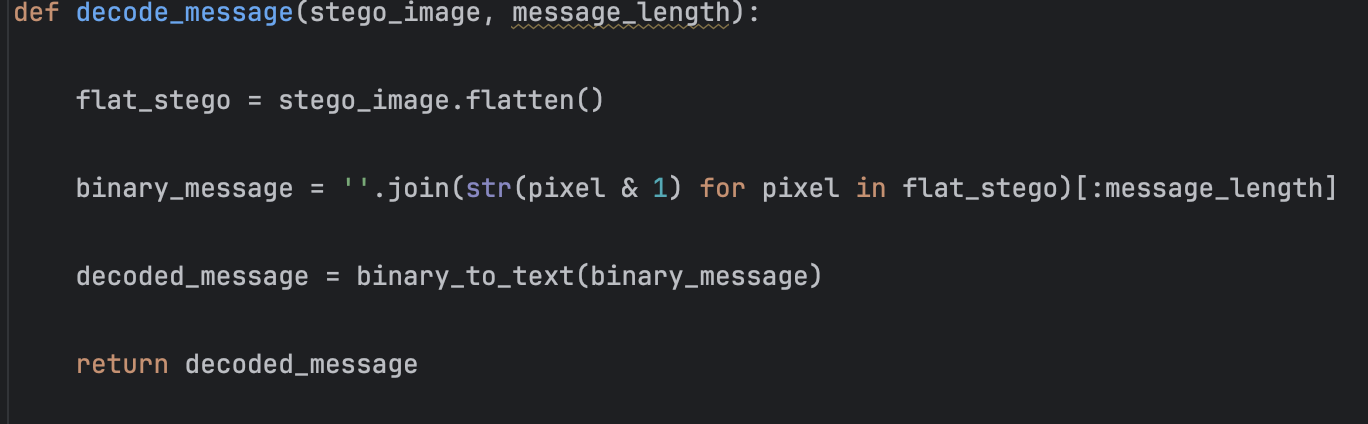 def decode_message(stego_image, message_length):
flat_stego = stego_image.flatten()
binary_message = ''.join(str(pixel & 1) for pixel in flat_stego)[:message_length]
decoded_message = binary_to_text(binary_message)
return decoded_message